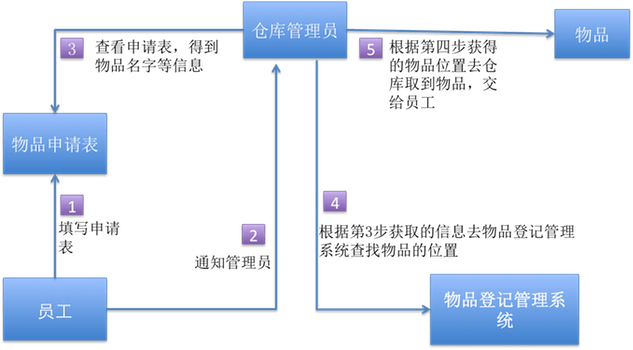 仓库管理员
物品
3
查看申请表，得到
物品名字等信息
5
根据第四步获得
的物品位置去仓
库取到物品，交
给员工
物品申请表
1
填写申请
表
2
通知管理员
4
根据第3步获取的信息去物品登记管理
系统查找物品的位置
员工
物品登记管理系
统